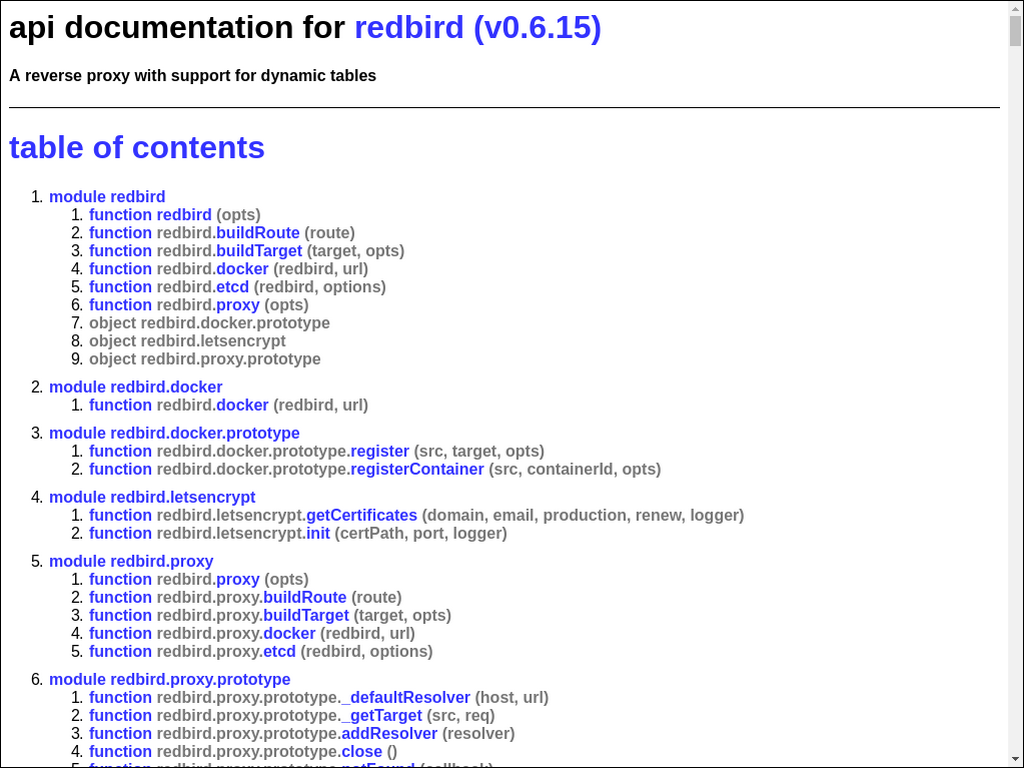 api documentation for redbird (v0.6.15)
A reverse proxy with support for dynamic tables
table of contents
1. module redbird
1. function redbird (opts)
2. function redbird.buildRoute (route)
3. function redbird.buildTarget (target, opts)
4. function redbird.docker (redbird, url)
5. function redbird.etcd (redbird, options)
6. function redbird.proxy (opts)
7. object redbird.docker.prototype
8. object redbird.letsencrypt
9. object redbird.proxy.prototype
2. module redbird.docker
1. function redbird.docker (redbird, url)
3. module redbird.docker.prototype
1. function redbird.docker.prototype.register (src, target, opts)
2. function redbird.docker.prototype.registerContainer (src, containerId, opts)
4. module redbird.letsencrypt
1. function redbird.letsencrypt.getCertificates (domain, email, production, renew, logger)
2. function redbird.letsencrypt.init (certPath, port, logger)
5. module redbird.proxy
1. function redbird.proxy (opts)
2. function redbird.proxy.buildRoute (route)
3. function redbird.proxy.buildTarget (target, opts)
4. function redbird.proxy.docker (redbird, url)
5. function redbird.proxy.etcd (redbird, options)
6. module redbird.proxy.prototype
1. function redbird.proxy.prototype._defaultResolver (host, url)
2. function redbird.proxy.prototype._getTarget (src, req)
3. function redbird.proxy.prototype.addResolver (resolver)
4. function redbird.proxy.prototype.close ()
5. function redbird.proxy.prototype.notFound (callback)